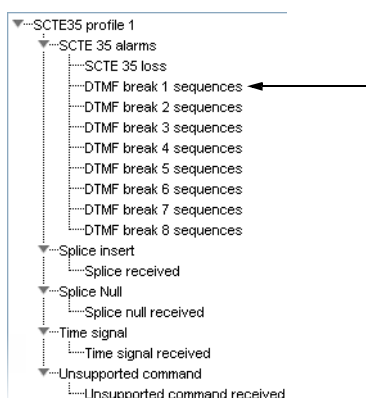 SCTE35 profile 1
SCTE 35 alarms
SCTE 35 loss
DTMF break 1 sequences
DTMF break 2 sequences
DTMF break 3 sequences
DTMF break 4 sequences
DTMF break 5 sequences
DTMF break 6 sequences
DTMF break 7 sequences
DTMF break 8 sequences
Splice insert
Splice received
Splice Null
Splice null received
Time signal
Time signal received
Unsupported command
Unsupported command received